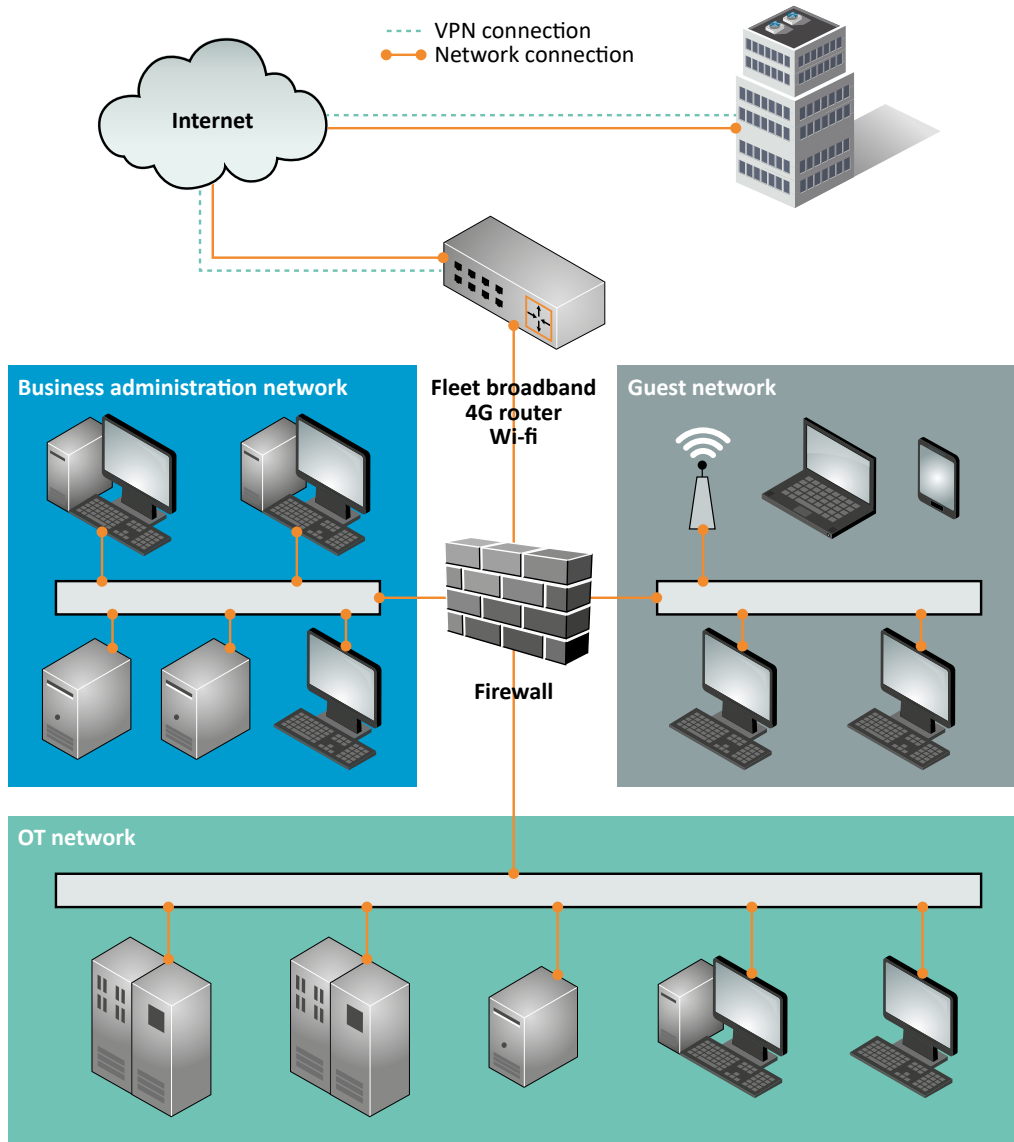 VPN connection
Network connection
Internet
Business administration network
Fleet broadband
4G router
Wi-fi
Guest network
Firewall
OT network